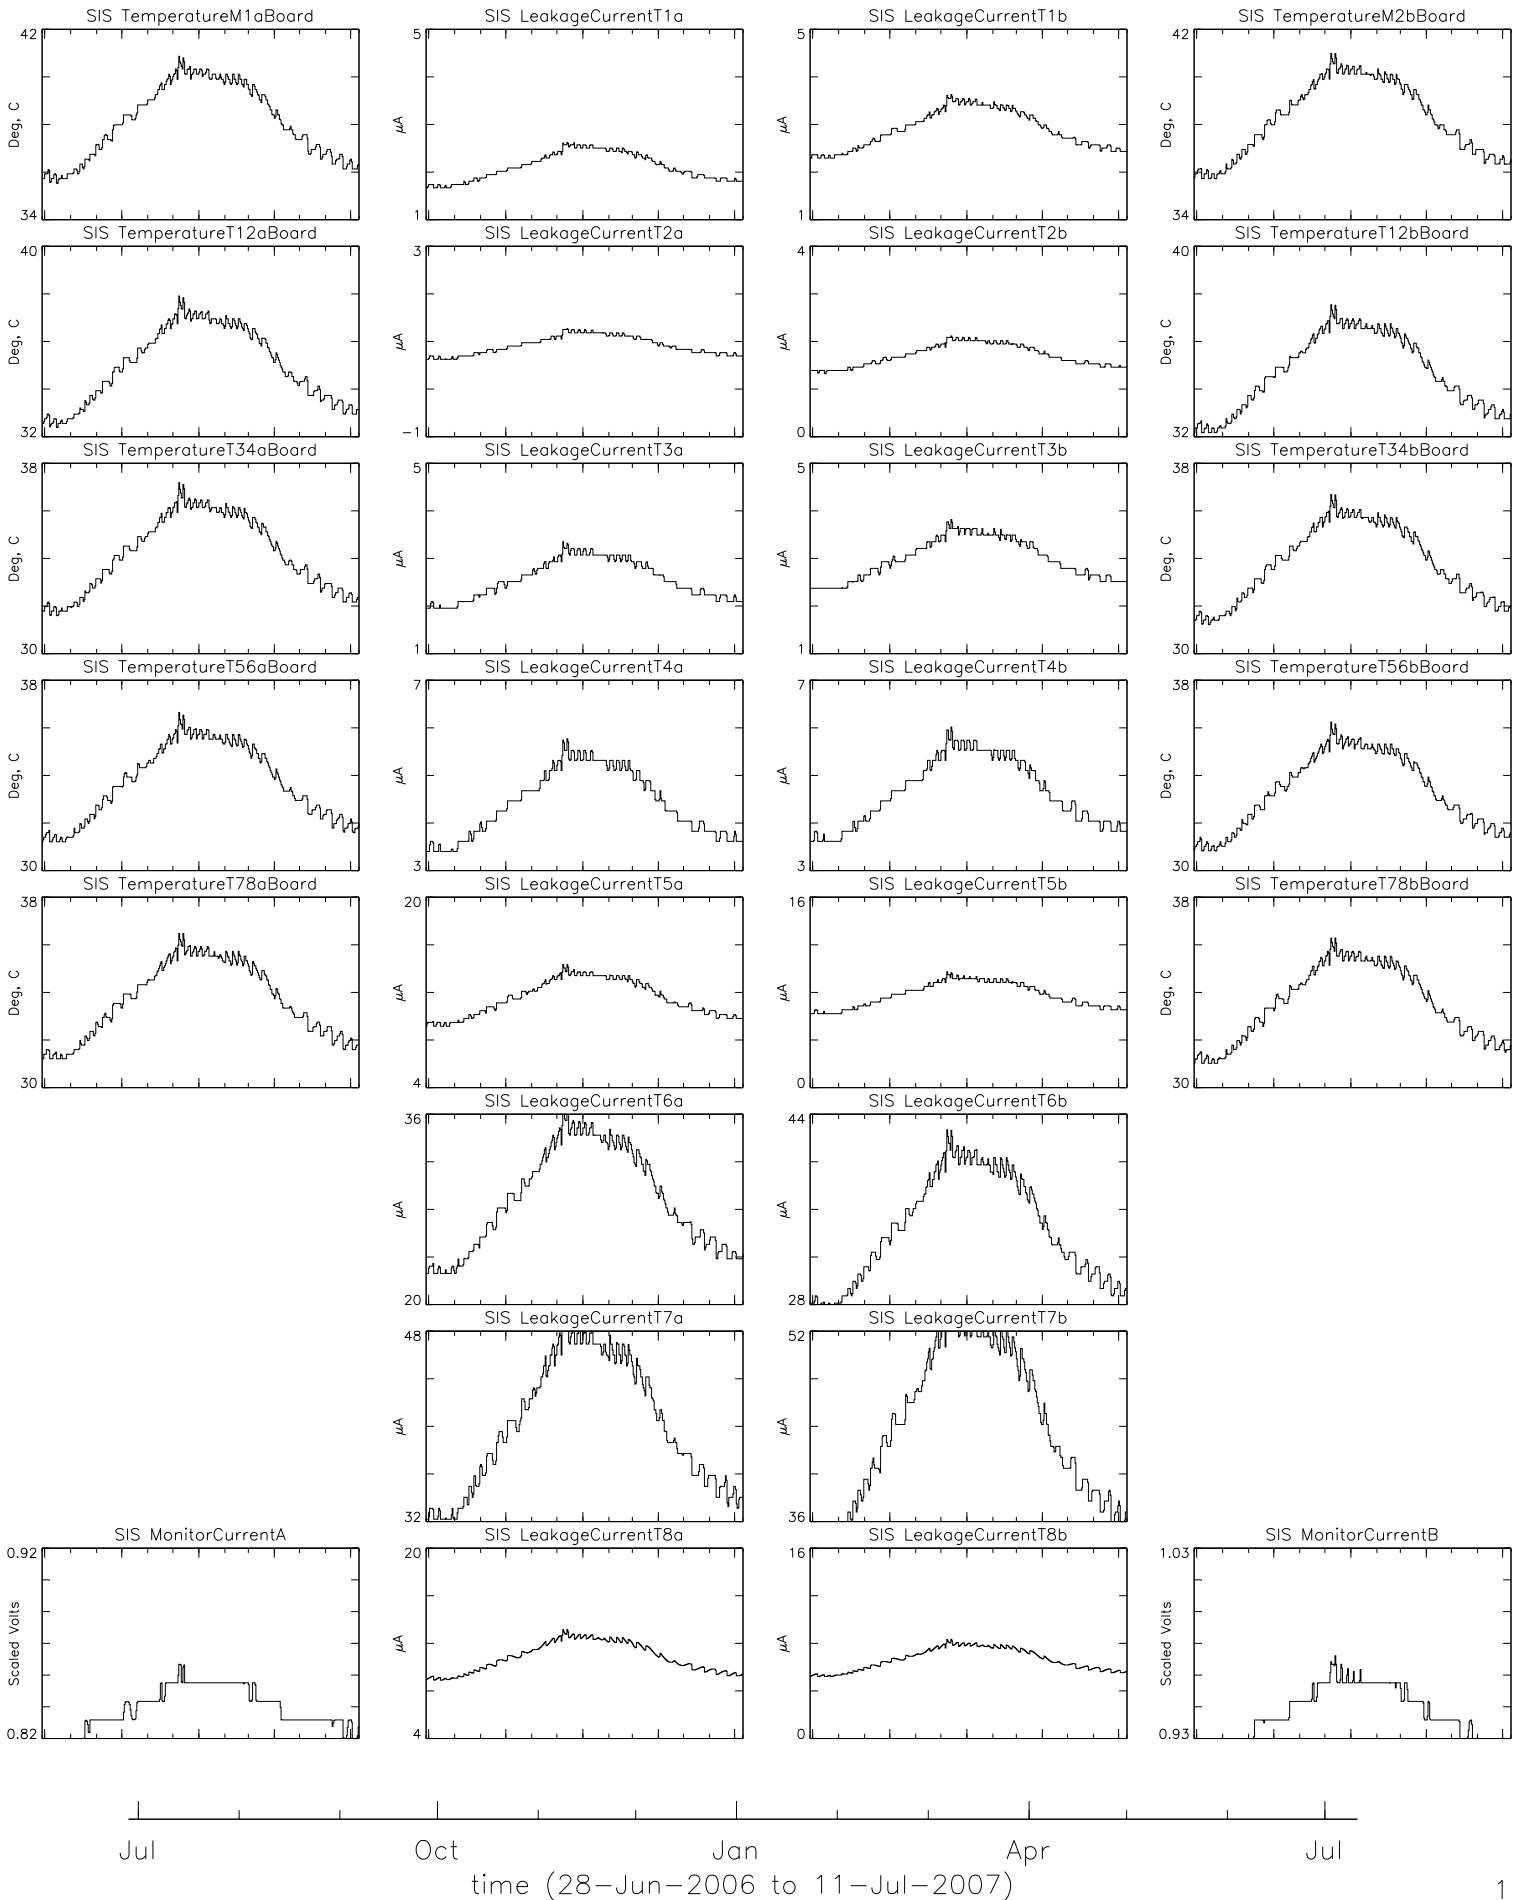 SIS TemperatureM1aBoard
SIS LeakageCurrentT1a
SIS LeakageCurrentT1b
SIS TemperatureM2bBoard
42
34
Deg, C
5
1
µA
5
1
µA
42
34
Deg, C
SIS TemperatureT12aBoard
SIS LeakageCurrentT2a
SIS LeakageCurrentT2b
SIS TemperatureT12bBoard
40
32
Deg, C
3
−1
µA
4
0
µA
40
32
Deg, C
SIS TemperatureT34aBoard
SIS LeakageCurrentT3a
SIS LeakageCurrentT3b
SIS TemperatureT34bBoard
38
30
Deg, C
5
1
µA
5
1
µA
38
30
Deg, C
SIS TemperatureT56aBoard
SIS LeakageCurrentT4a
SIS LeakageCurrentT4b
SIS TemperatureT56bBoard
38
30
Deg, C
7
3
µA
7
3
µA
38
30
Deg, C
SIS TemperatureT78aBoard
SIS LeakageCurrentT5a
SIS LeakageCurrentT5b
SIS TemperatureT78bBoard
38
30
Deg, C
20
4
µA
16
0
µA
38
30
Deg, C
SIS LeakageCurrentT6a
SIS LeakageCurrentT6b
36
20
µA
44
28
µA
SIS LeakageCurrentT7a
SIS LeakageCurrentT7b
48
32
µA
52
36
µA
SIS MonitorCurrentA
SIS LeakageCurrentT8a
SIS LeakageCurrentT8b
SIS MonitorCurrentB
0.92
0.82
Scaled Volts
20
4
µA
16
0
µA
1.03
0.93
Scaled Volts
Jul Oct Jan Apr Jul
time (28−Jun−2006 to 11−Jul−2007)
1